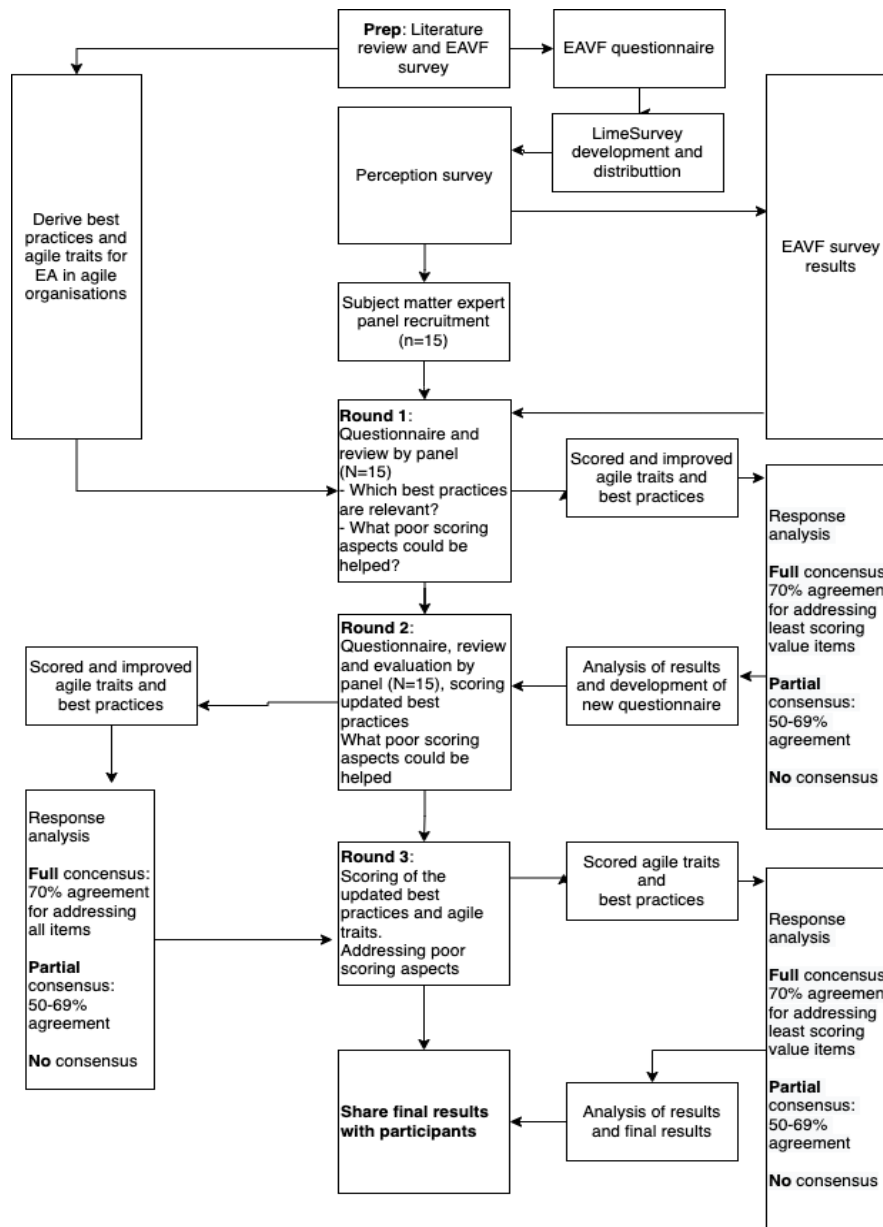 Prep: Literature
review and EAVF
survey
EAVF questionnaire
LimeSurvey
development and
distributtion
Perception survey
Derive best
practices and
agile traits for
EA in agile
organisations
EAVF survey
results
Subject matter expert
panel recruitment
(n=15)
Round 1:
Questionnaire and
review by panel
(N=15)
- Which best practices
are relevant?
- What poor scoring
aspects could be
helped?
Scored and improved
agile traits and
best practices
Response
analysis
Full concensus
70% agreement
for addressing
least scoring
value items
Partial
consensus:
50-69%
agreement
No consensus
Round 2:
Questionnaire, review
and evaluation by
panel (N=15), scoring
updated best
practices
What poor scoring
aspects could be
helped
Analysis of results
and development of
new questionnaire
Scored and improved
agile traits and
best practices
Response
analysis
Full concensus:
70% agreement
for addressing
all items
Partial
consensus:
50-69%
agreement
No consensus
Round 3:
Scoring of the
updated best
practices and agile
traits.
Addressing poor
scoring aspects
Scored agile traits
and
best practices
Response
analysis
Full concensus
70% agreement
for addressing
least scoring
value items
Partial
consensus:
50-69%
agreement
No consensus
Analysis of results
and final results
Share final results
with participants